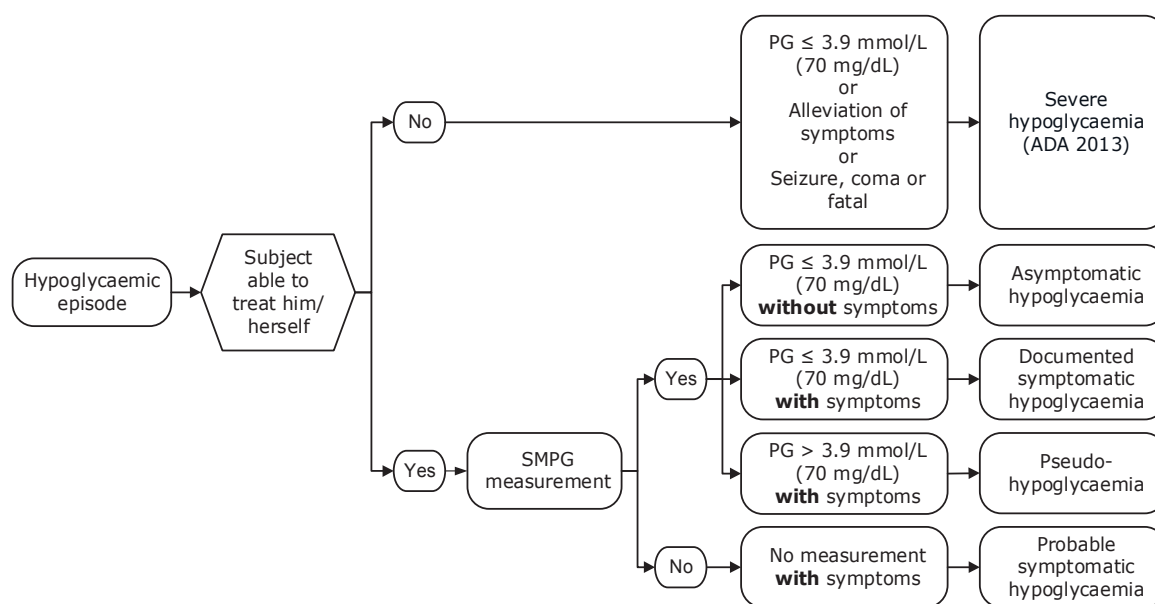 Hypoglycaemic
episode
Subject
able to
treat him/
herself
No
PG ≤ 3.9 mmol/L
(70 mg/dL)
or
Alleviation of
symptoms
or
Seizure, coma or
fatal
Severe
hypoglycaemia
(ADA 2013)
Yes
SMPG
measurement
Yes
PG ≤ 3.9 mmol/L
(70 mg/dL)
without symptoms
Asymptomatic
hypoglycaemia
PG ≤ 3.9 mmol/L
(70 mg/dL)
with symptoms
Documented
symptomatic
hypoglycaemia
PG > 3.9 mmol/L
(70 mg/dL)
with symptoms
Pseudo-
hypoglycaemia
No
No measurement
with symptoms
Probable
symptomatic
hypoglycaemia